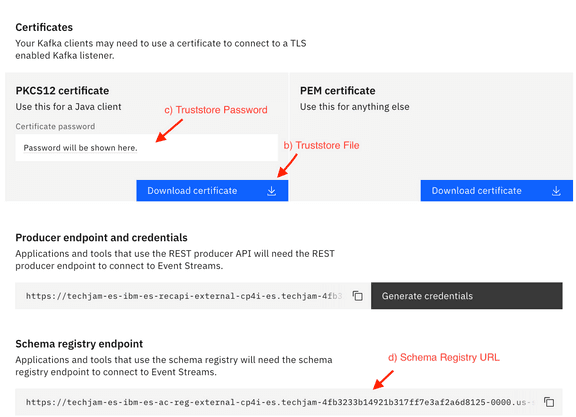 Certificates
Your Kafka clients may need to use a certificate to connect to a TLS
enabled Kafka listener.
PKCS12 certificate
Use this for a Java client
c) Truststore Password
Certificate password
Password will be shown here.
b) Truststore File
Download certificate
PEM certificate
Use this for anything else
Download certificate
Producer endpoint and credentials
Applications and tools that use the REST producer API will need the REST
producer endpoint to connect to Event Streams.
https://techjam-es-ibm-es-recapi-external-cp4i-es.techjam-4fb3
Generate credentials
Schema registry endpoint
Applications and tools that use the schema registry will need the schema
registry endpoint to connect to Event Streams.
d) Schema Registry URL
https://techjam-es-ibm-es-ac-reg-external-cp4i-es.techjam-4fb3233b14921b317ff7e3af2a6d8125-0000.us-